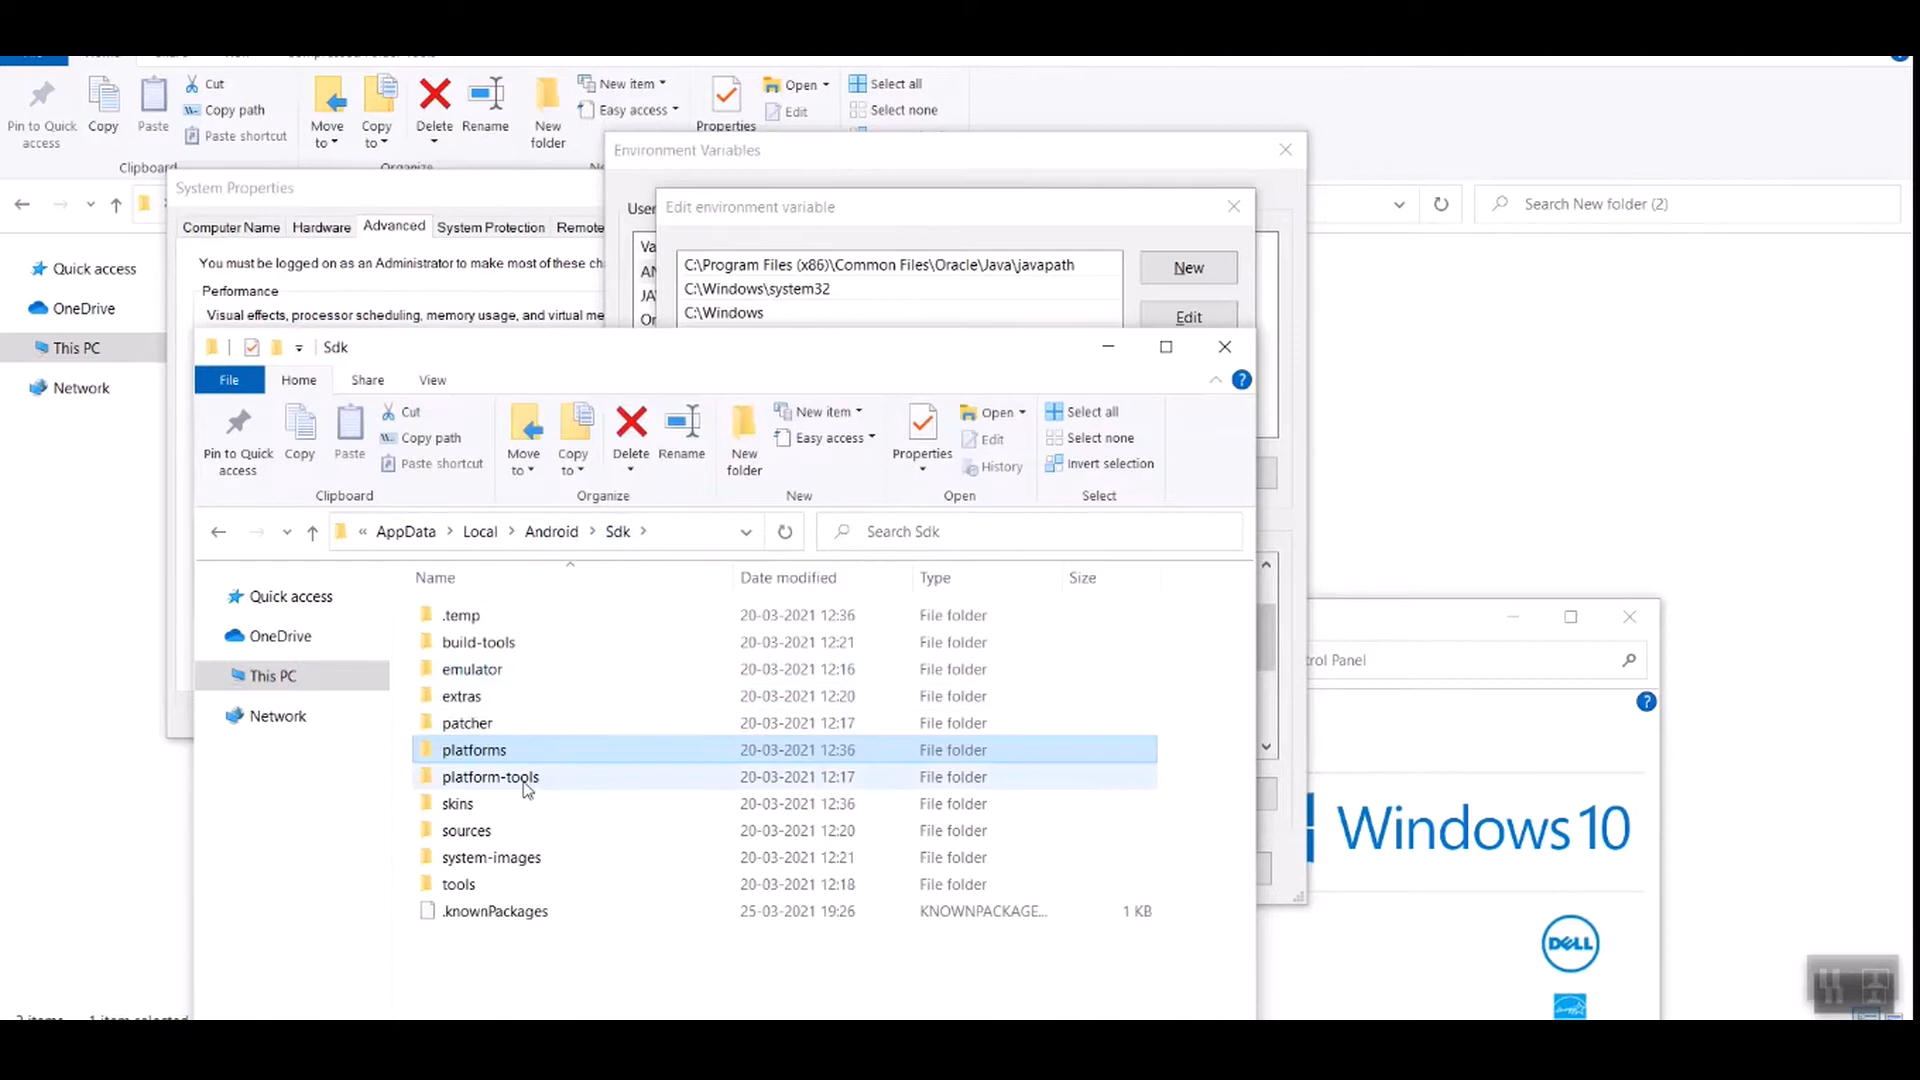 Pin to Quick access
Copy
Paste
Cut
Copy path
Paste shortcut
Clipboard
Move to
Copy to
Delete
Rename
Organize
New folder
New item
Easy access
Properties
Open
Edit
Select all
Select none
Search New folder (2)
Quick access
OneDrive
This PC
Network
System Properties
Computer Name
Hardware
Advanced
System Protection
Remote
You must be logged on as an Administrator to make most of these ch
Performance
Visual effects, processor scheduling, memory usage, and virtual me
Environment Variables
User
Va
AN
JA
Or
Edit environment variable
C:\Program Files (x86)\Common Files\Oracle\Java\javapath
C:\Windows\system32
C:\Windows
New
Edit
Sdk
File
Home
Share
View
Pin to Quick access
Copy
Paste
Cut
Copy path
Paste shortcut
Clipboard
Move to
Copy to
Delete
Rename
Organize
New folder
New item
Easy access
New
Properties
Open
Edit
History
Open
Select all
Select none
Invert selection
Select
« AppData > Local > Android > Sdk >
Search Sdk
Quick access
OneDrive
This PC
Network
Name Date modified Type Size
.temp 20-03-2021 12:36 File folder
build-tools 20-03-2021 12:21 File folder
emulator 20-03-2021 12:16 File folder
extras 20-03-2021 12:20 File folder
patcher 20-03-2021 12:17 File folder
platforms 20-03-2021 12:36 File folder
platform-tools 20-03-2021 12:17 File folder
skins 20-03-2021 12:36 File folder
sources 20-03-2021 12:20 File folder
system-images 20-03-2021 12:21 File folder
tools 20-03-2021 12:18 File folder
.knownPackages 25-03-2021 19:26 KNOWNPACKAGE... 1 KB
trol Panel
Windows 10
DELL